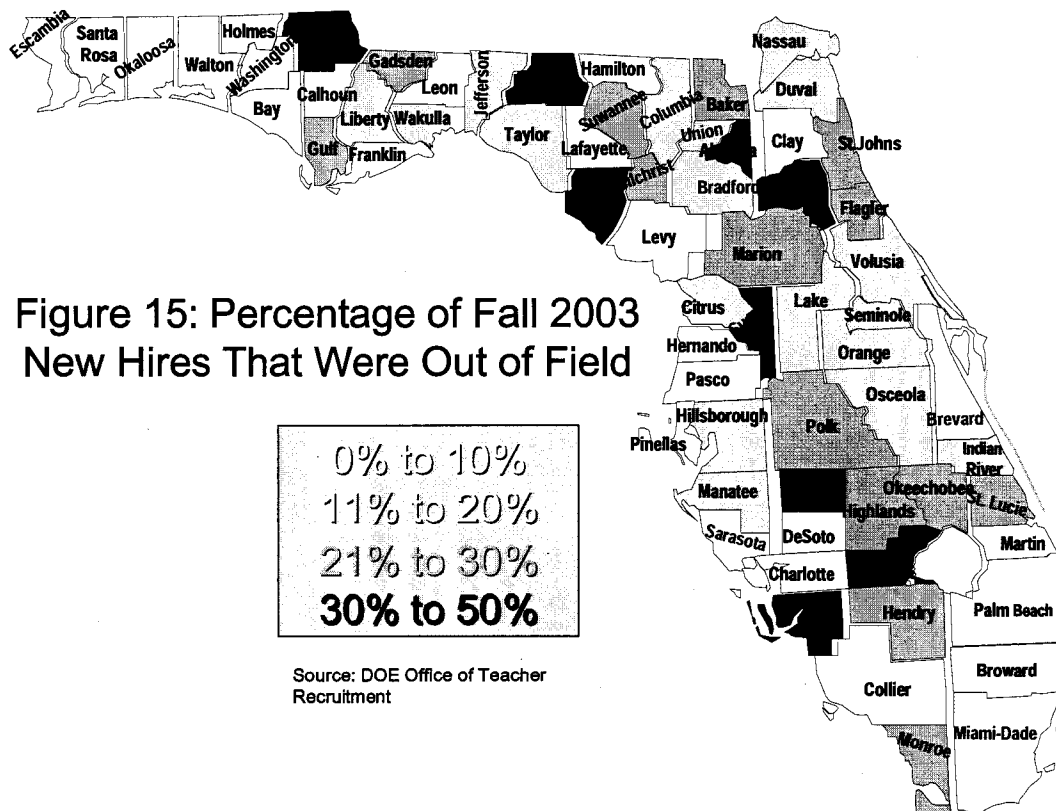 Escambia
Santa
Rosa
Okaloosa
Walton
Holmes
Washington
Bay
Calhoun
Gulf
Gadsden
Liberty
Franklin
Leon
Wakulla
Jefferson
Taylor
Hamilton
Suwannee
Lafayette
Columbia
Baker
Union
Bradford
Nassau
Duval
Clay
St.Johns
Flagler
Levy
Marion
Volusia
Citrus
Lake
Seminole
Hernando
Orange
Pasco
Osceola
Hillsborough
Polk
Brevard
Pinellas
Indian
River
Manatee
Okeechobee
St. Lucie
Highlands
Sarasota
DeSoto
Martin
Charlotte
Hendry
Palm Beach
Broward
Collier
Miami-Dade
Monroe
Figure 15: Percentage of Fall 2003
New Hires That Were Out of Field
0% to 10%
11% to 20%
21% to 30%
30% to 50%
Source: DOE Office of Teacher
Recruitment